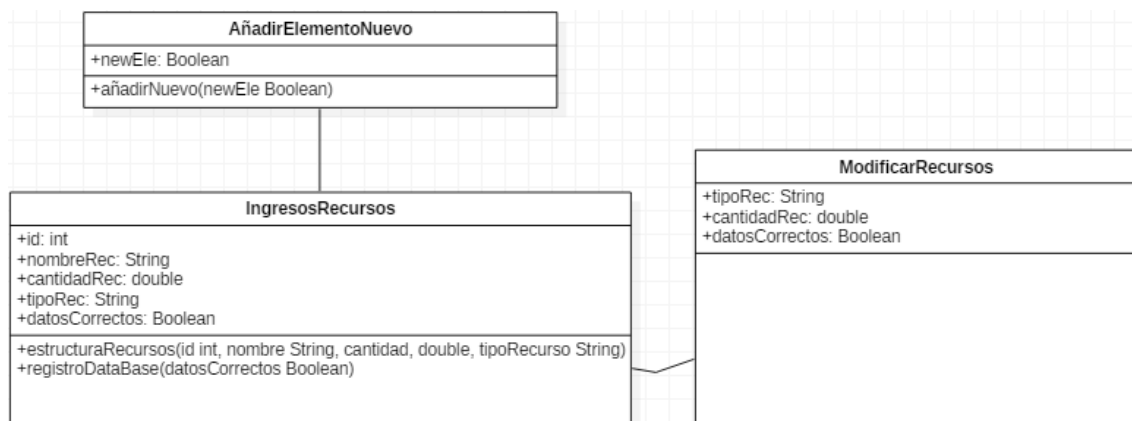 AñadirElementoNuevo
+newEle: Boolean
+añadirNuevo(newEle Boolean)
IngresosRecursos
+id: int
+nombreRec: String
+cantidadRec: double
+tipoRec: String
+datosCorrectos: Boolean
+estructuraRecursos(id int, nombre String, cantidad, double, tipoRecurso String)
+registroDataBase(datosCorrectos Boolean)
ModificarRecursos
+tipoRec: String
+cantidadRec: double
+datosCorrectos: Boolean